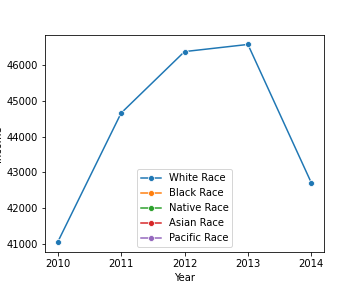 46000
45000
44000
43000
42000
41000
2010 2011 2012 2013 2014
Year
White Race
Black Race
Native Race
Asian Race
Pacific Race